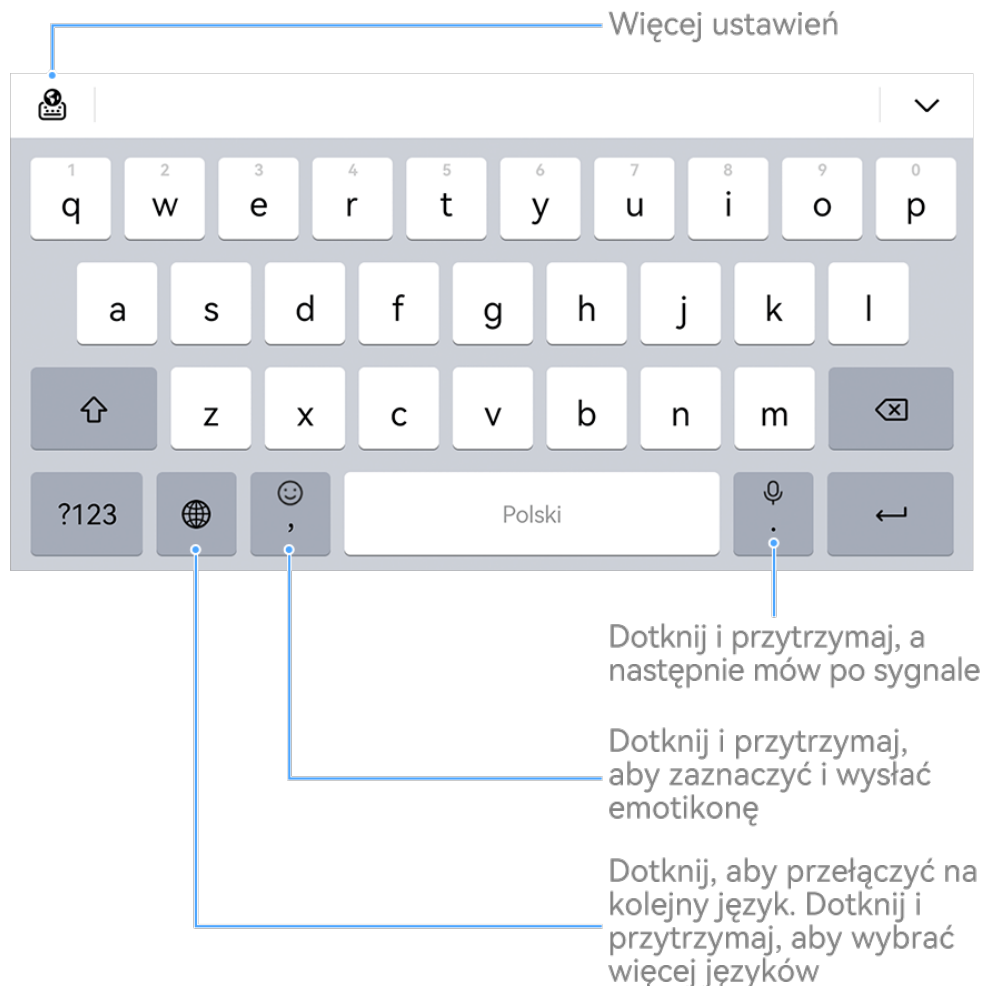 Więcej ustawień
1 2 3 4 5 6 7 8 9 0
q w e r t y u i o p
a s d f g h j k l
z x c v b n m
?123 , Polski .
Dotknij i przytrzymaj, a
następnie mów po sygnale
Dotknij i przytrzymaj,
aby zaznaczyć i wysłać
emotikonę
Dotknij, aby przełączyć na
kolejny język. Dotknij i
przytrzymaj, aby wybrać
więcej języków